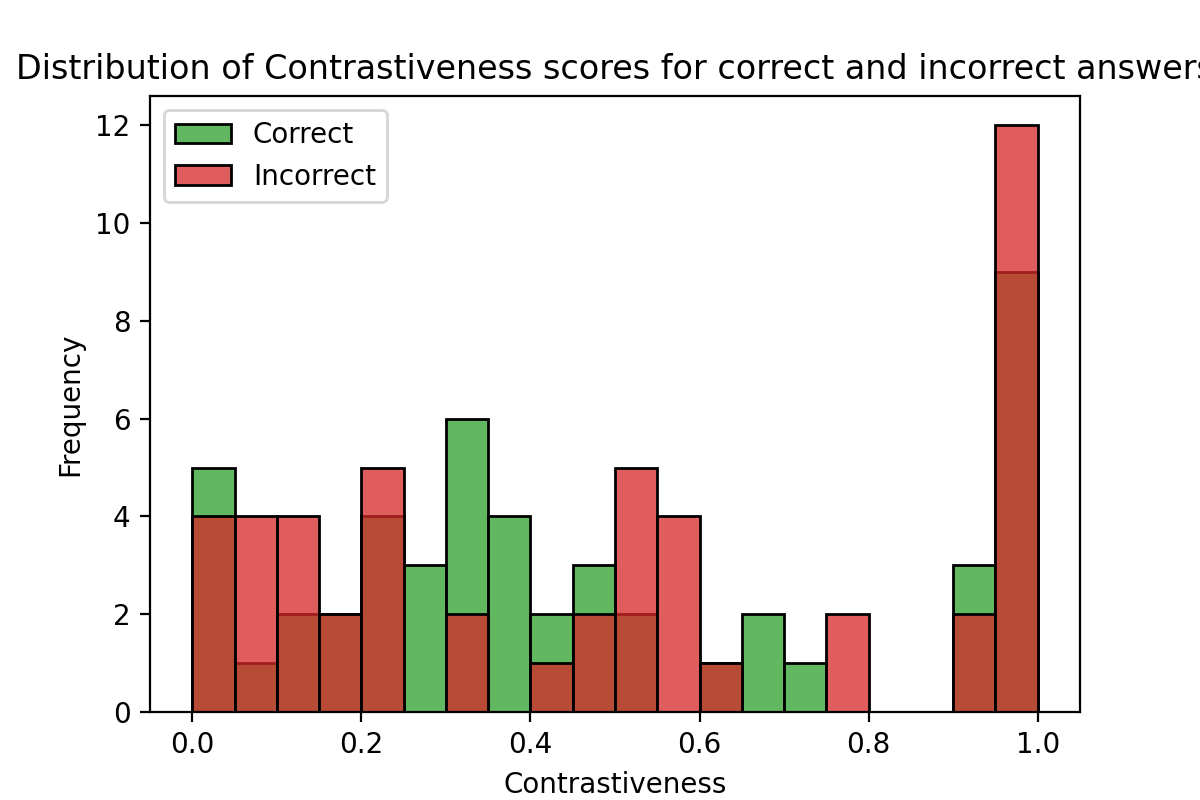 Distribution of Contrastiveness scores for correct and incorrect answers
Correct
Incorrect
12
10
8
6
4
2
0
Frequency
0.0 0.2 0.4 0.6 0.8 1.0
Contrastiveness